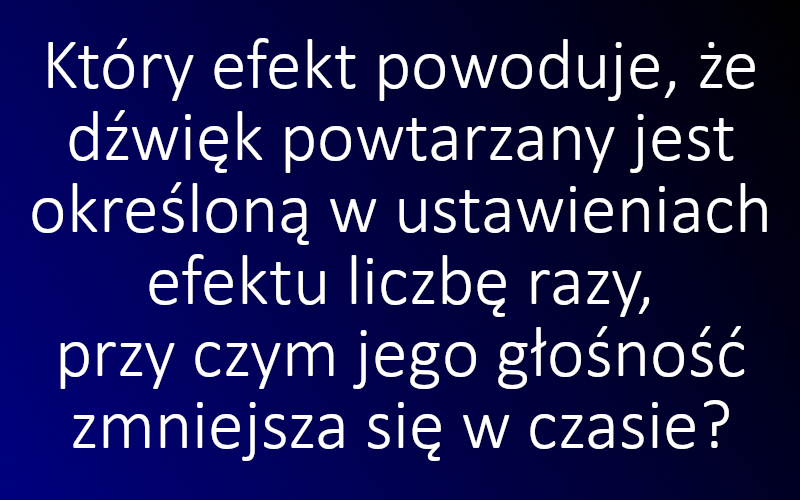 Który efekt powoduje, że
dźwięk powtarzany jest
określoną w ustawieniach
efektu liczbę razy,
przy czym jego głośność
zmniejsza się w czasie?